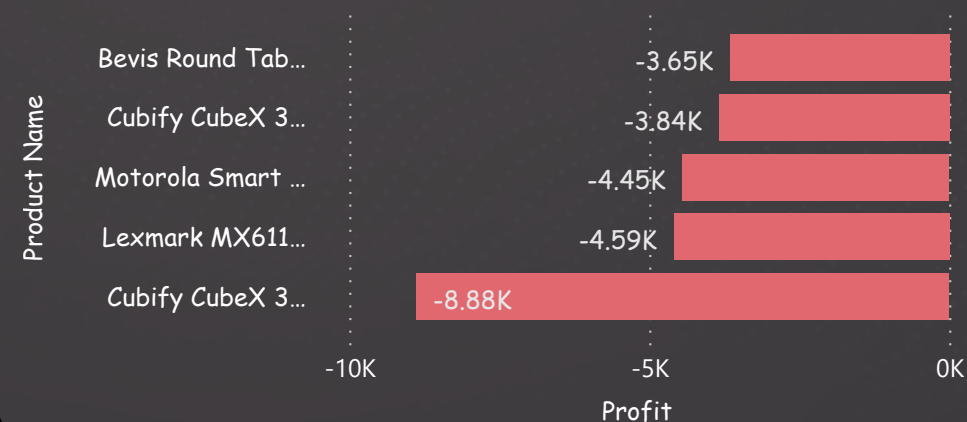 Product Name
Bevis Round Tab...
-3.65K
Cubify CubeX 3...
-3.84K
Motorola Smart ...
-4.45K
Lexmark MX611...
-4.59K
Cubify CubeX 3...
-8.88K
-10K
-5K
0K
Profit